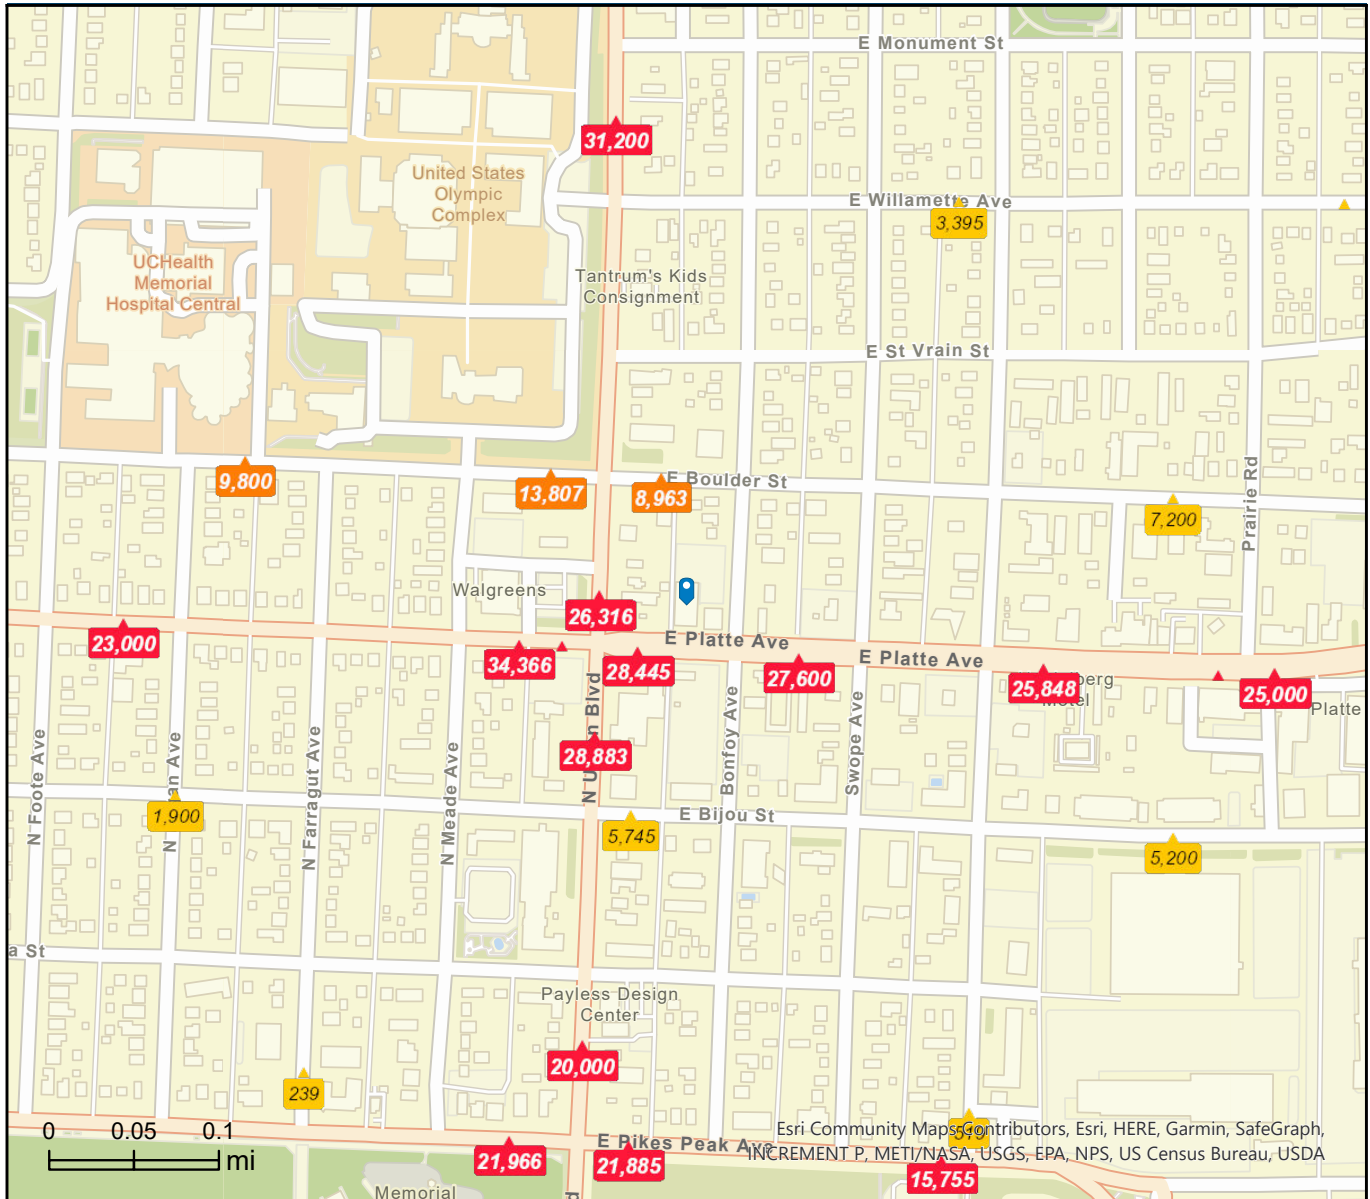 E Monument St
31,200
United States
Olympic
Complex
E Willamette Ave
3,395
UCHealth
Memorial
Hospital Central
Tantrum's Kids
Consignment
E St Vrain St
9,800
13,807
8,963
E Boulder St
7,200
Prairie Rd
Walgreens
26,316
23,000
34,366
28,445
E Platte Ave
27,600
E Platte Ave
25,848
25,000
Platte
N Foote Ave
N Farragut Ave
N Meade Ave
28,883
Bonfoy Ave
Swope Ave
1,900
5,745
E Bijou St
5,200
a St
Payless Design
Center
20,000
239
0 0.05 0.1
mi
21,966
E Pikes Peak Ave
21,885
15,755
Esri Community Maps Contributors, Esri, HERE, Garmin, SafeGraph,
INCREMENT P, METI/NASA, USGS, EPA, NPS, US Census Bureau, USDA
Memorial